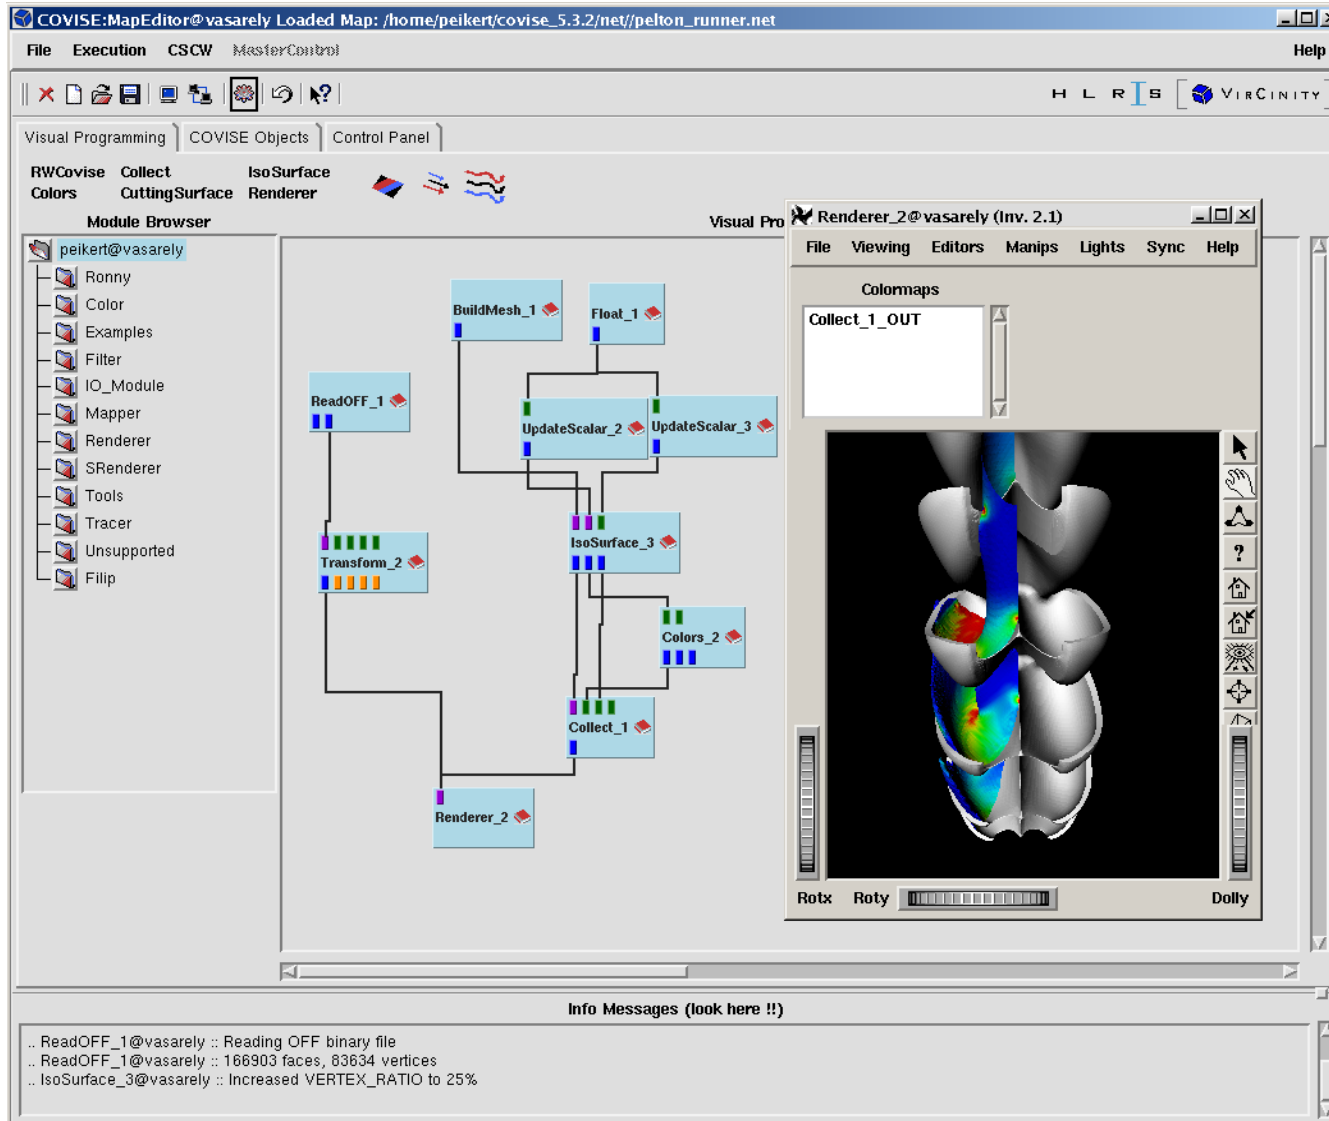 COVISE:MapEditor@vasarely Loaded Map: /home/peikert/covise_5.3.2/net//pelton_runner.net
File Execution CSCW MasterControl Help
H L R I S VIRCINITY
Visual Programming COVISE Objects Control Panel
RWCovise Collect IsoSurface
Colors CuttingSurface Renderer
Module Browser
Visual Pro
peikert@vasarely
Ronny
Color
Examples
Filter
IO_Module
Mapper
Renderer
SRenderer
Tools
Tracer
Unsupported
Filip
BuildMesh_1
Float_1
ReadOFF_1
UpdateScalar_2
UpdateScalar_3
IsoSurface_3
Transform_2
Colors_2
Collect_1
Renderer_2
Renderer_2@vasarely (Inv. 2.1)
File Viewing Editors Manips Lights Sync Help
Colormaps
Collect_1_OUT
?
Rotx Roty Dolly
Info Messages (look here !!)
.. ReadOFF_1@vasarely :: Reading OFF binary file
.. ReadOFF_1@vasarely :: 166903 faces, 83634 vertices
.. IsoSurface_3@vasarely :: Increased VERTEX_RATIO to 25%